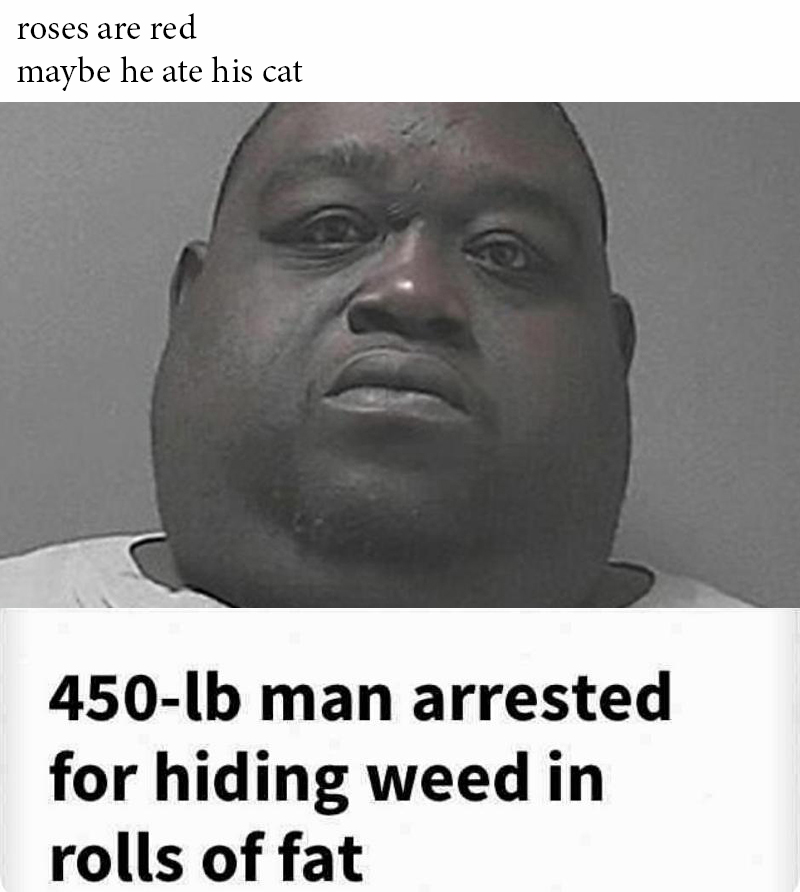 roses are red
maybe he ate his cat
450-lb man arrested
for hiding weed in
rolls of fat